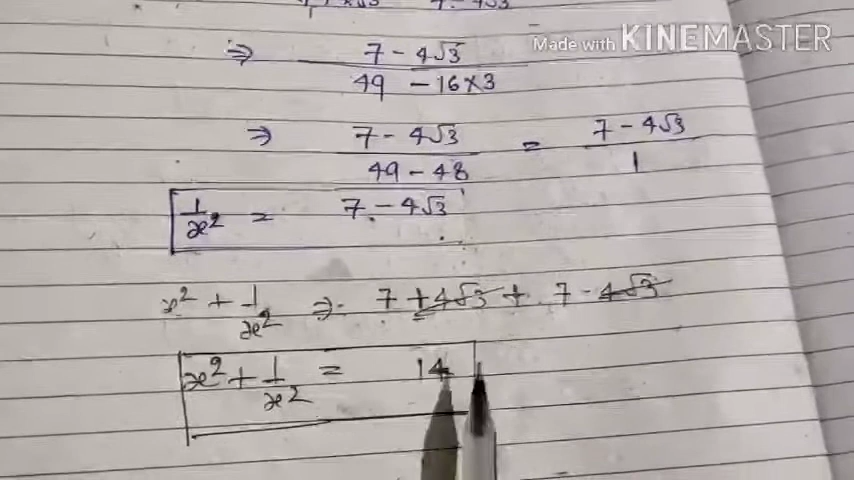 Made with KINEMASTER
⇒ 7 - 4√3
49 - 16×3
⇒ 7 - 4√3 = 7 - 4√3
49 - 48 1
1/x² = 7 - 4√3
x² + 1/x² ⇒ 7 + 4√3 + 7 - 4√3
x² + 1/x² = 14